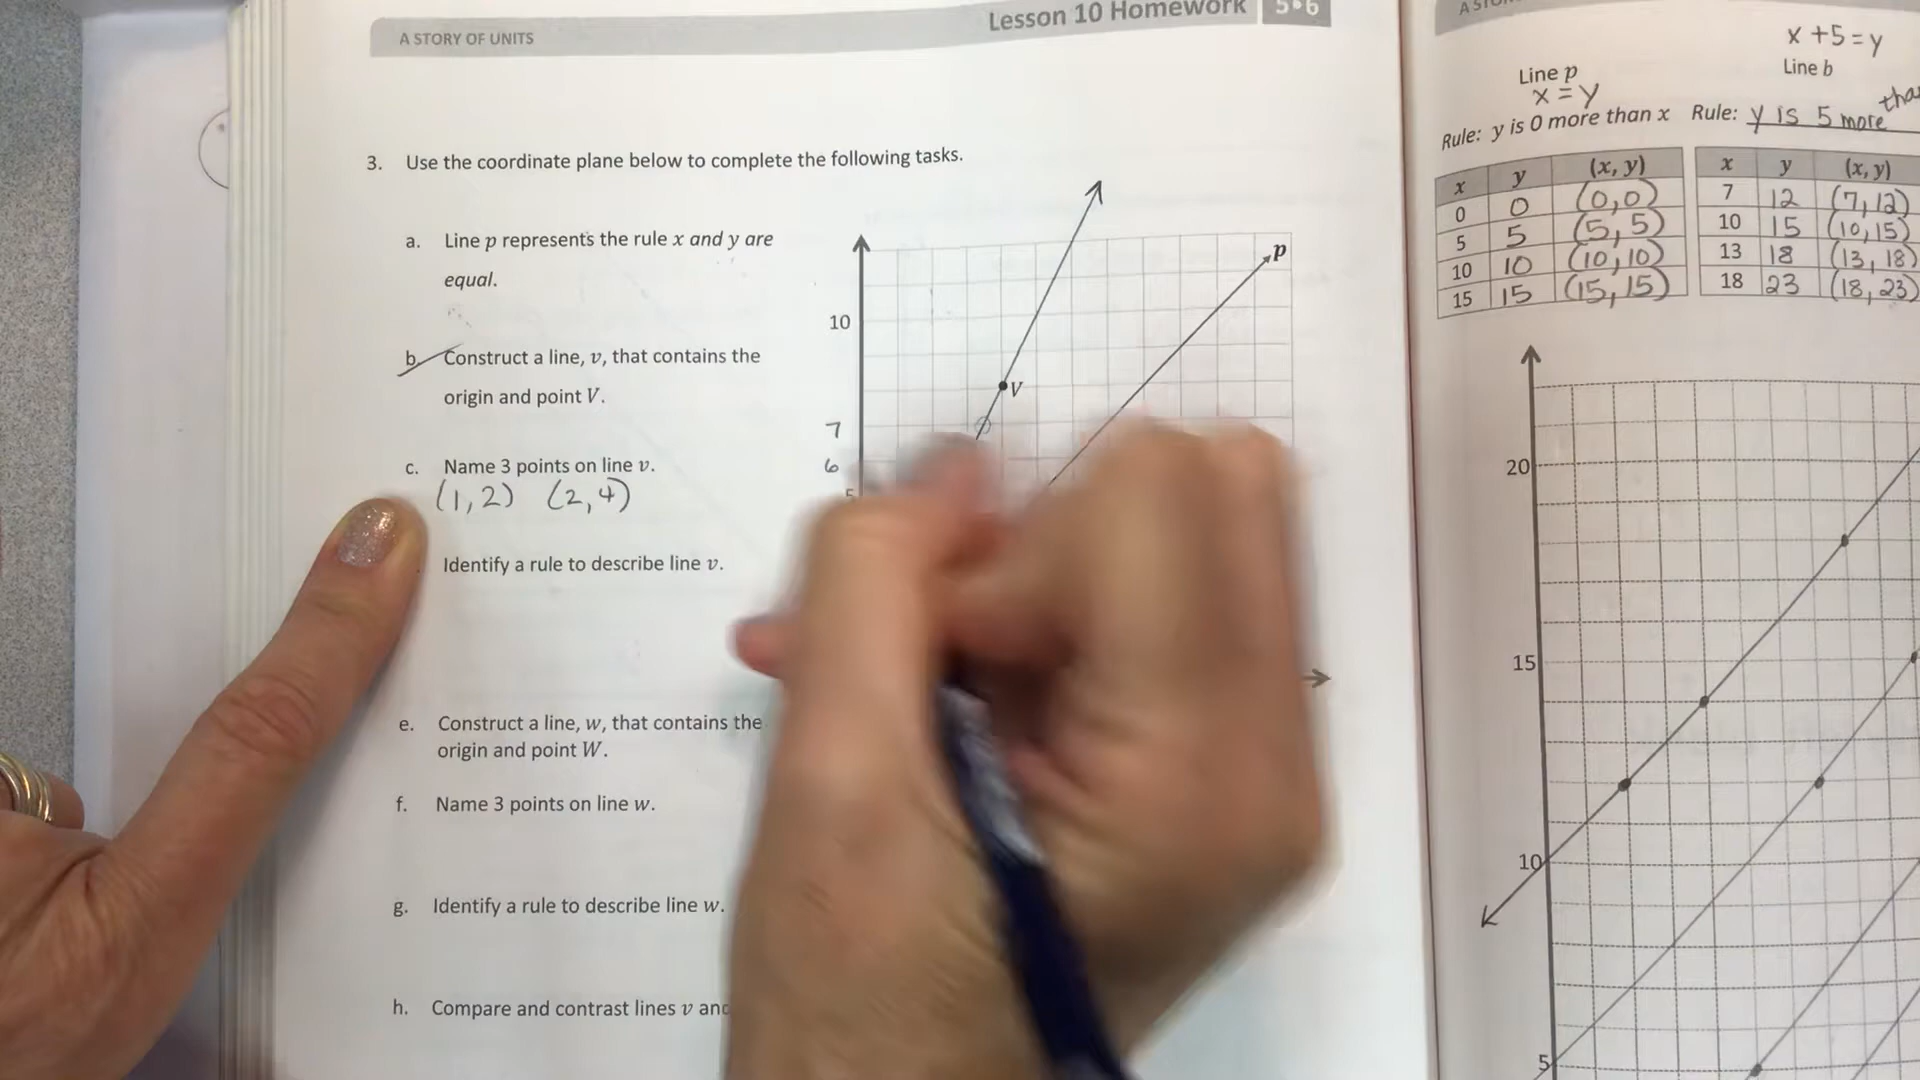 A STORY OF UNITS
Lesson 10 Homework 5•6
3. Use the coordinate plane below to complete the following tasks.
a. Line p represents the rule x and y are
equal.
b. Construct a line, v, that contains the
origin and point V.
c. Name 3 points on line v.
(1,2) (2,4)
Identify a rule to describe line v.
e. Construct a line, w, that contains the
origin and point W.
f. Name 3 points on line w.
g. Identify a rule to describe line w.
h. Compare and contrast lines v and
p
10
V
7
6
5
x +5 = y
Line p
Line b
x = y
Rule: y is 0 more than x
Rule: y is 5 more than
x y (x, y)
0 0 (0,0)
5 5 (5, 5)
10 10 (10,10)
15 15 (15,15)
x y (x, y)
7 12 (7,12)
10 15 (10,15)
13 18 (13, 18)
18 23 (18, 23)
20
15
10
5